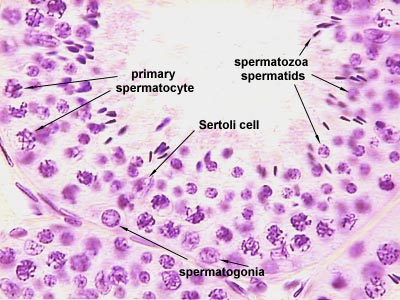 spermatozoa
spermatids
primary
spermatocyte
Sertoli cell
spermatogonia